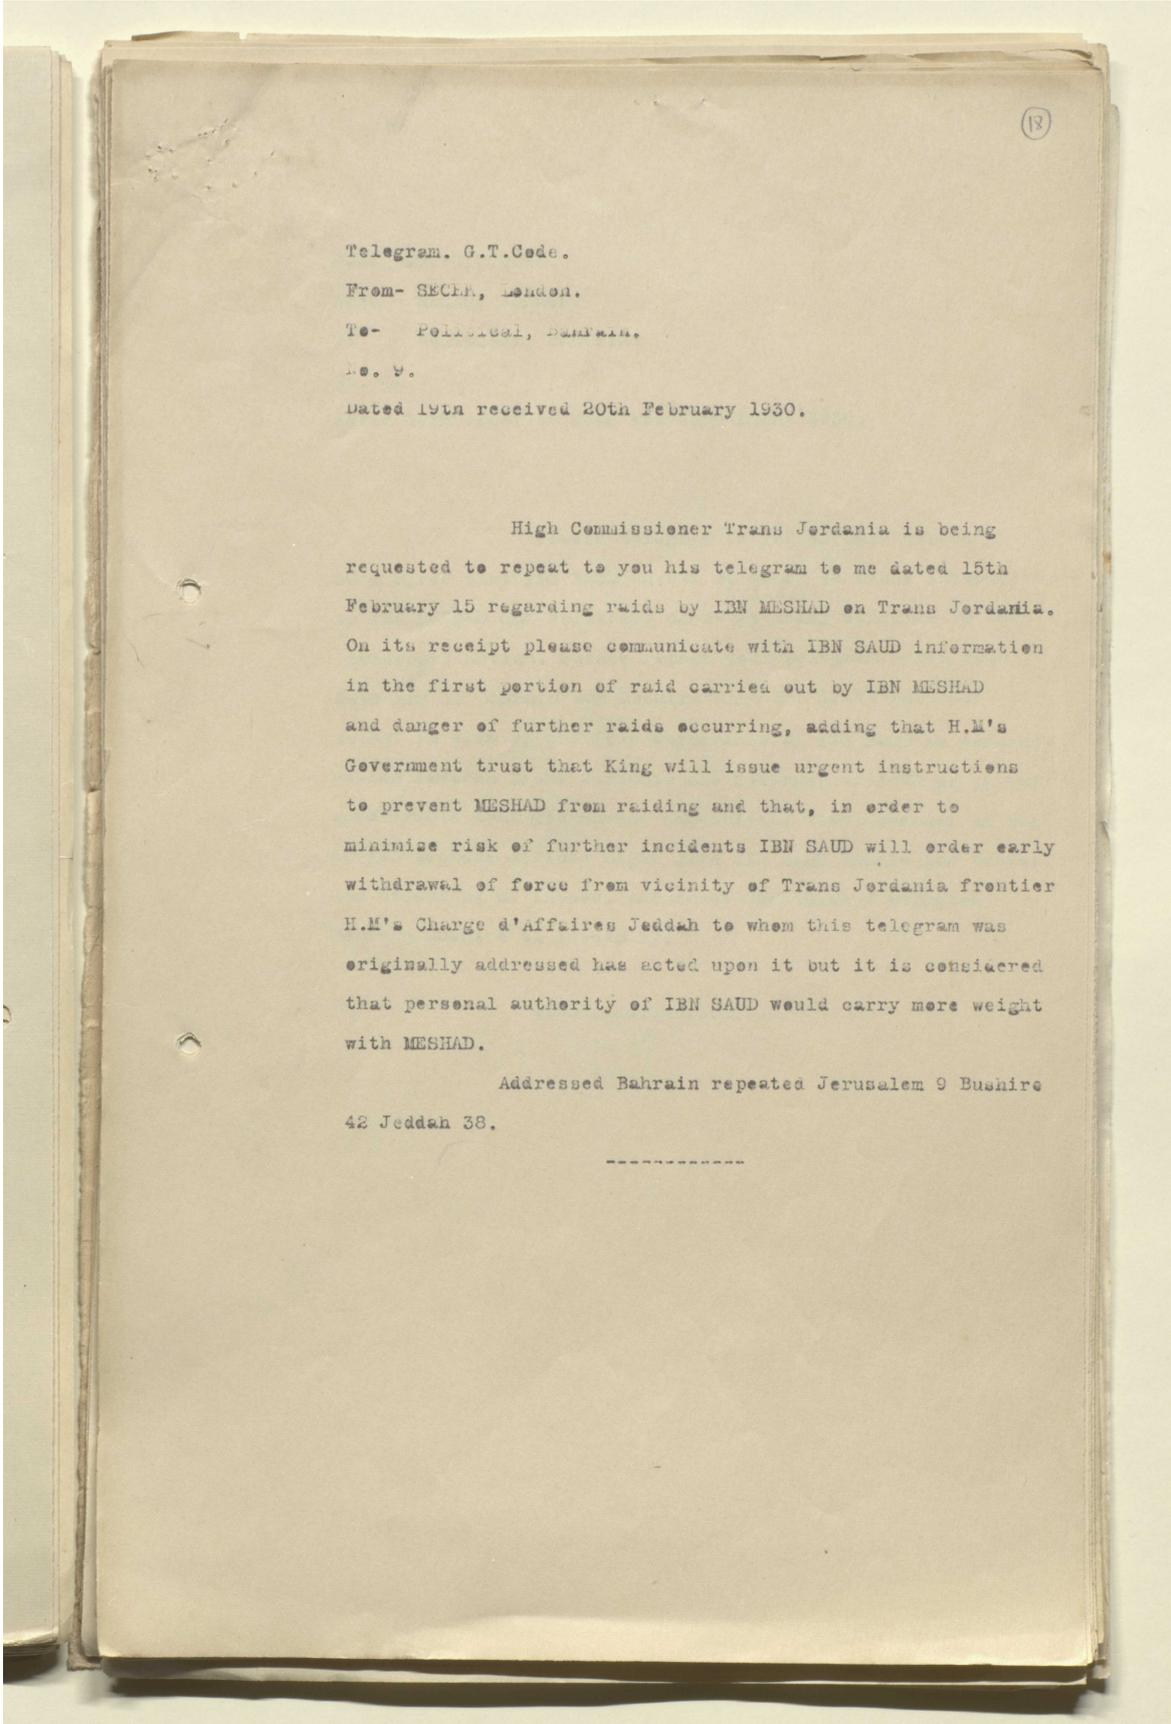 18
Telegram. G.T.Code.
From- SECER, London.
To- Political, Bahrain.
No. 9.
Dated 19th received 20th February 1930.
High Commissioner Trans Jordania is being
requested to repeat to you his telegram to me dated 15th
February 15 regarding raids by IBN MESHAD on Trans Jordania.
On its receipt please communicate with IBN SAUD information
in the first portion of raid carried out by IBN MESHAD
and danger of further raids occurring, adding that H.M's
Government trust that King will issue urgent instructions
to prevent MESHAD from raiding and that, in order to
minimise risk of further incidents IBN SAUD will order early
withdrawal of force from vicinity of Trans Jordania frontier
H.M's Charge d'Affaires Jeddah to whom this telegram was
originally addressed has acted upon it but it is considered
that personal authority of IBN SAUD would carry more weight
with MESHAD.
Addressed Bahrain repeated Jerusalem 9 Bushire
42 Jeddah 38.
------------